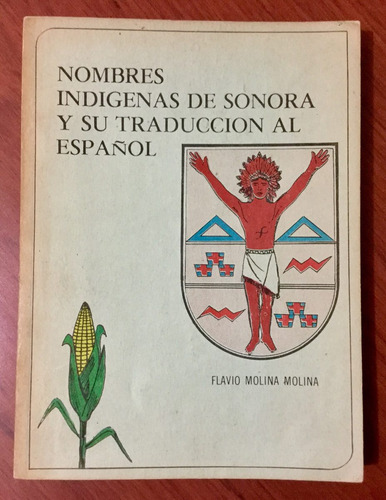 NOMBRES
INDIGENAS DE SONORA
Y SU TRADUCCION AL
ESPAÑOL
FLAVIO MOLINA MOLINA